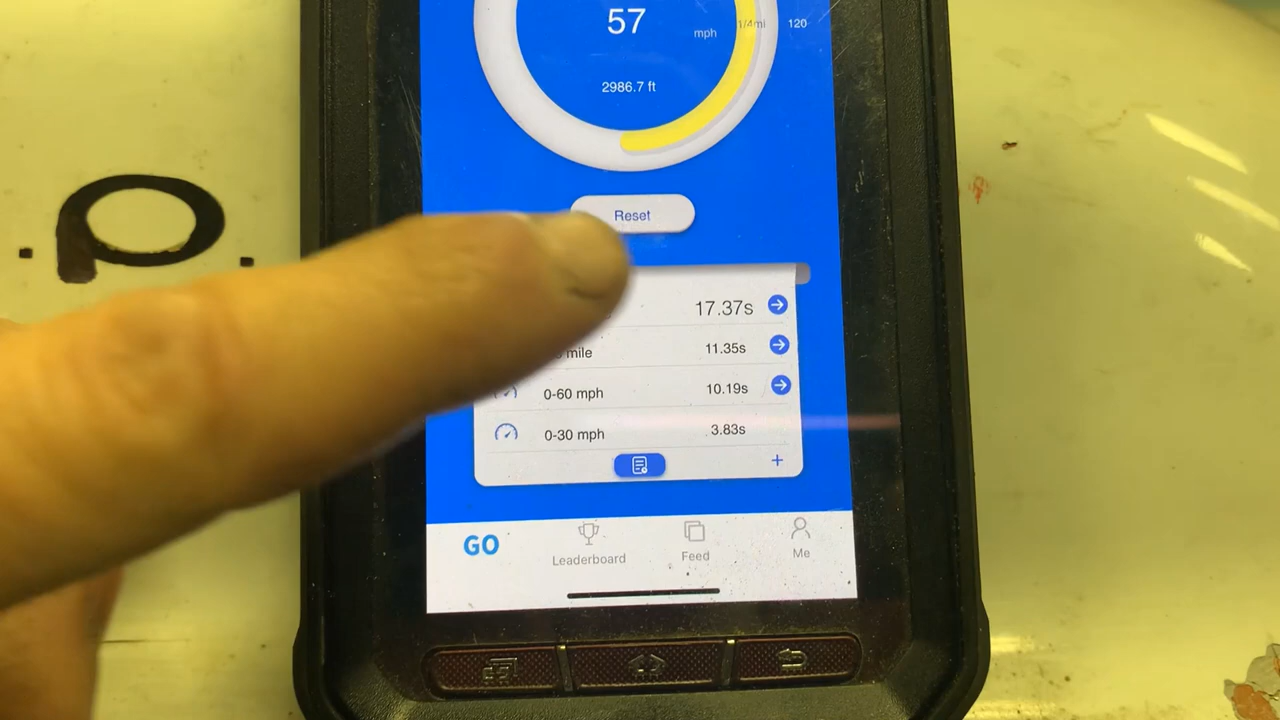 57
mph
1/4mi
120
2986.7 ft
.p.
Reset
17.37s
mile
11.35s
0-60 mph
10.19s
0-30 mph
3.83s
+
GO
Leaderboard
Feed
Me